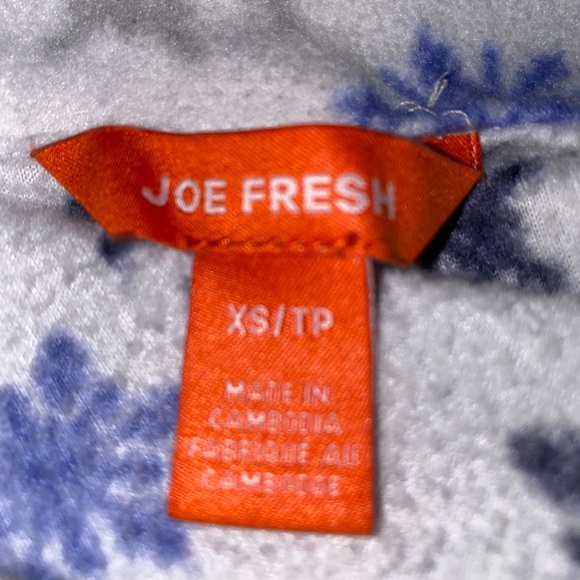 JOE FRESH
XS/TP
MADE IN
CAMBODIA
FABRIQUÉ AU
CAMBODGE